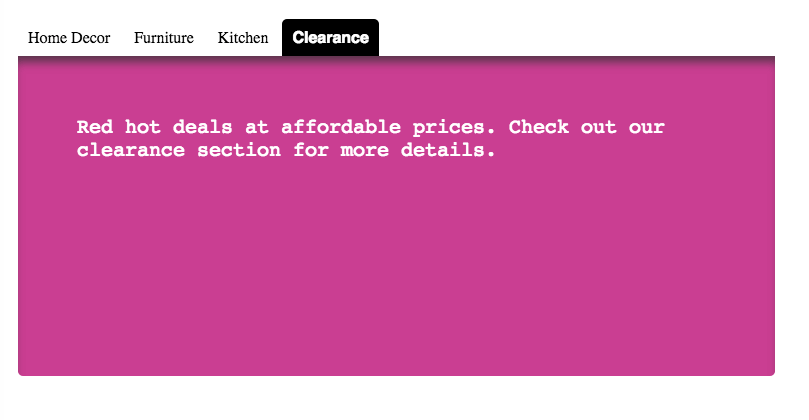 Home Decor Furniture Kitchen Clearance
Red hot deals at affordable prices. Check out our
clearance section for more details.